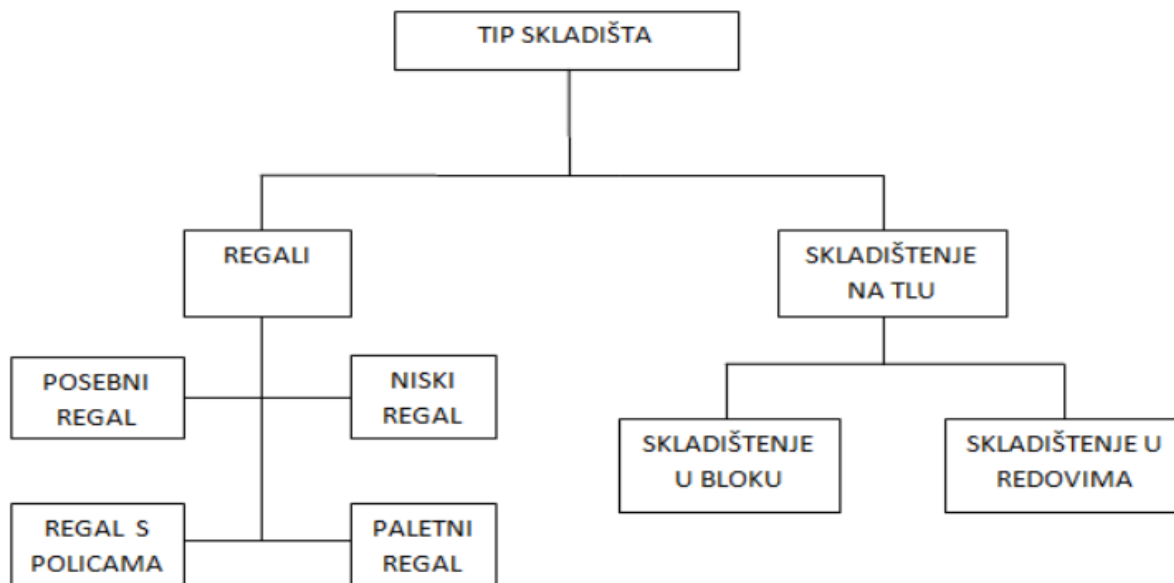 TIP SKLADIŠTA
REGALI
SKLADIŠTENJE
NA TLU
POSEBNI
REGAL
NISKI
REGAL
SKLADIŠTENJE
U BLOKU
SKLADIŠTENJE U
REDOVIMA
REGAL S
POLICAMA
PALETNI
REGAL